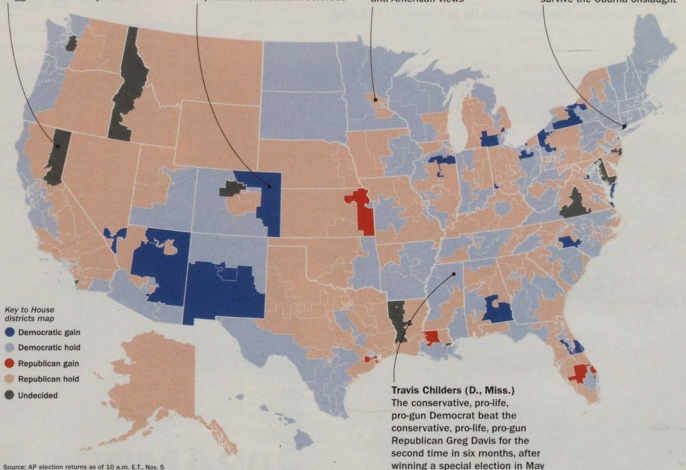 anti-American views
survive the Obama onslaught
Key to House
districts map
Democratic gain
Democratic hold
Republican gain
Republican hold
Undecided
Travis Childers (D., Miss.)
The conservative, pro-life,
pro-gun Democrat beat the
conservative, pro-life, pro-gun
Republican Greg Davis for the
second time in six months, after
winning a special election in May
Source: AP election returns as of 10 a.m. E.T., Nov. 5